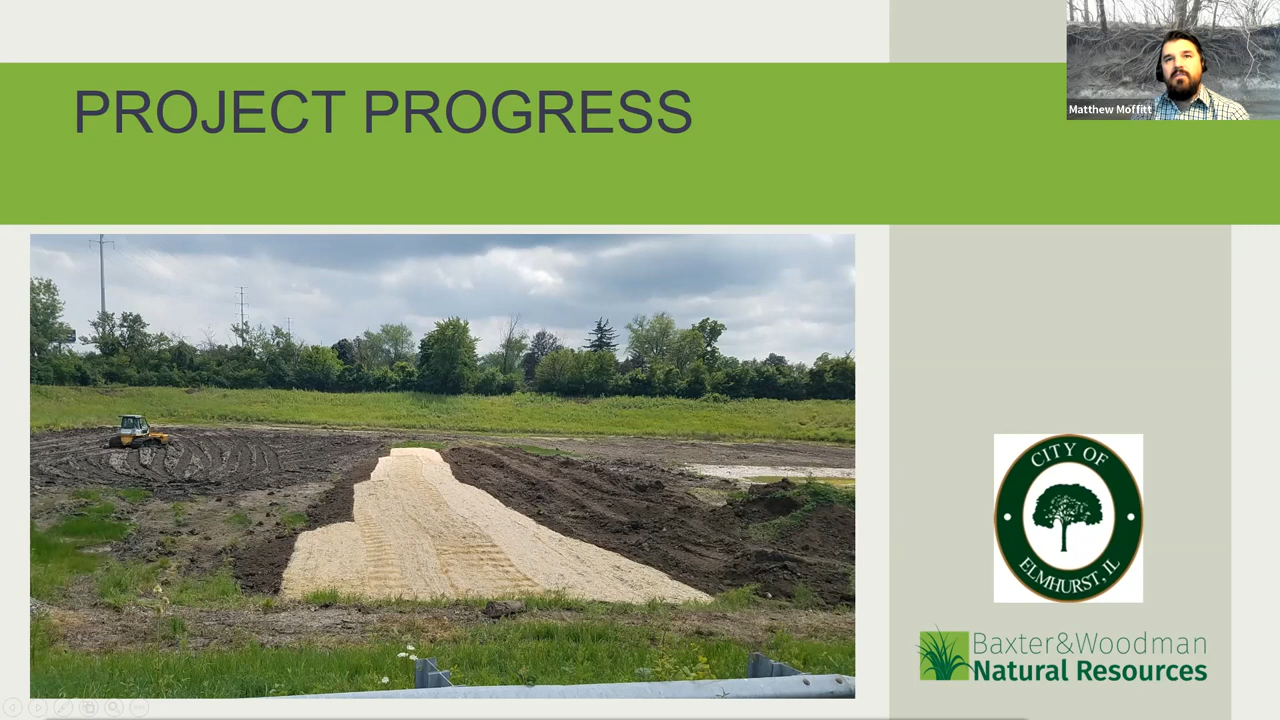 PROJECT PROGRESS
Matthew Moffitt
CITY OF
ELMHURST, IL
Baxter&Woodman
Natural Resources